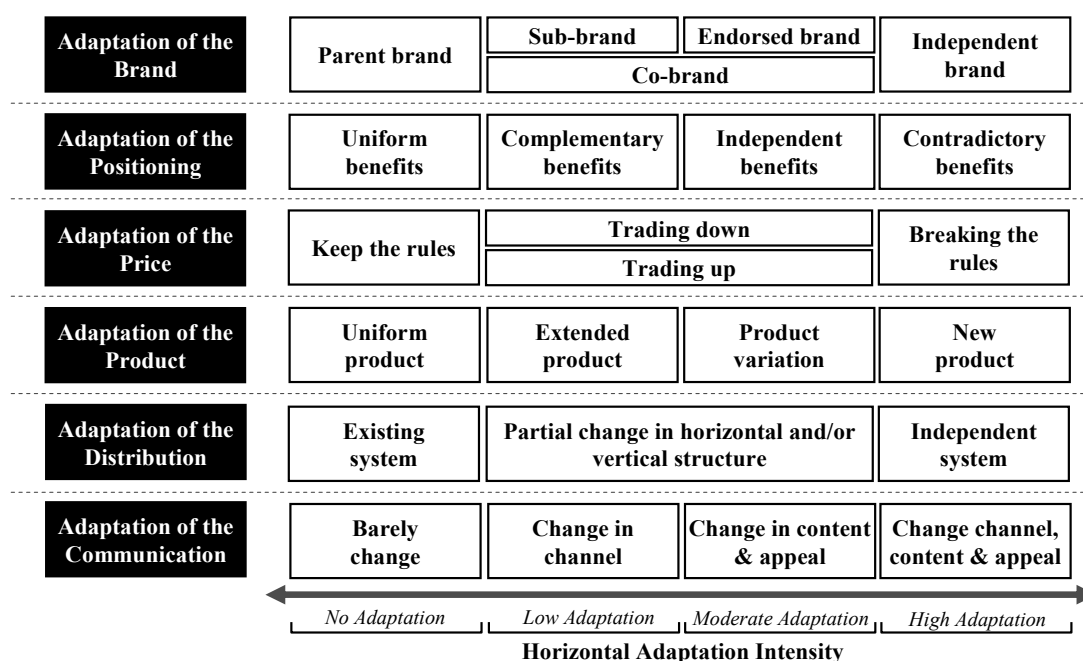 Adaptation of the
Brand
Parent brand
Sub-brand
Endorsed brand
Co-brand
Independent
brand
Adaptation of the
Positioning
Uniform
benefits
Complementary
benefits
Independent
benefits
Contradictory
benefits
Adaptation of the
Price
Keep the rules
Trading down
Trading up
Breaking the
rules
Adaptation of the
Product
Uniform
product
Extended
product
Product
variation
New
product
Adaptation of the
Distribution
Existing
system
Partial change in horizontal and/or
vertical structure
Independent
system
Adaptation of the
Communication
Barely
change
Change in
channel
Change in content
& appeal
Change channel,
content & appeal
No Adaptation
Low Adaptation
Moderate Adaptation
High Adaptation
Horizontal Adaptation Intensity